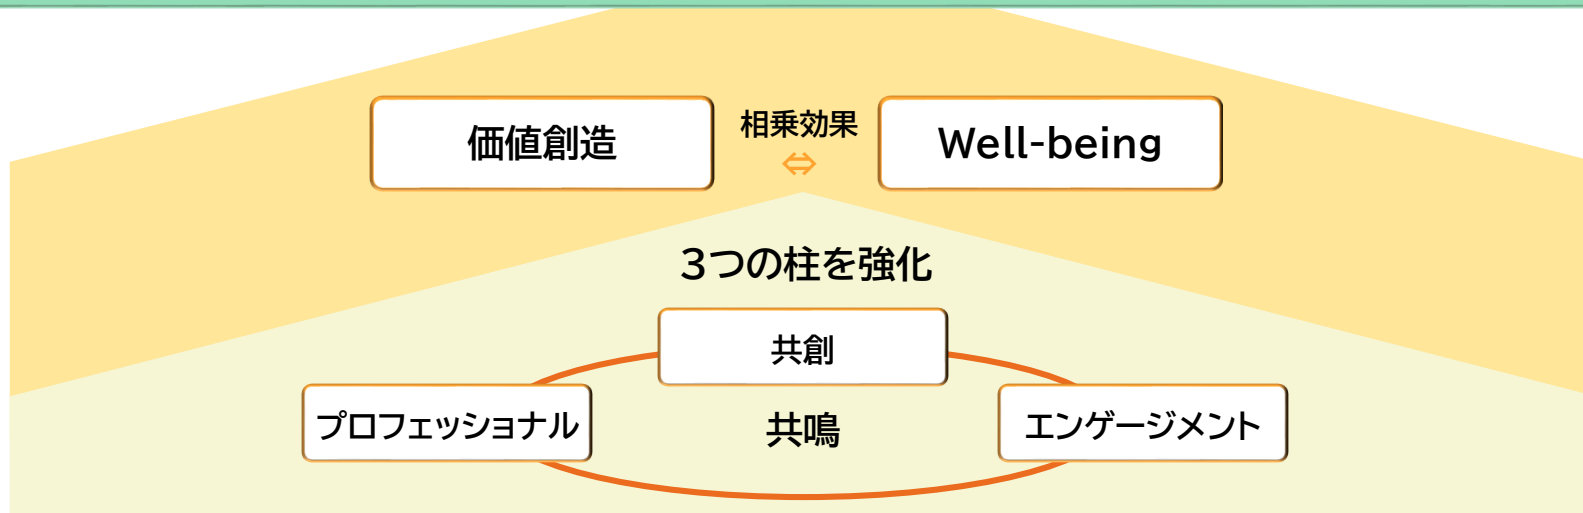 価値創造
相乗効果
⇔
Well-being
3つの柱を強化
共創
プロフェッショナル
共鳴
エンゲージメント